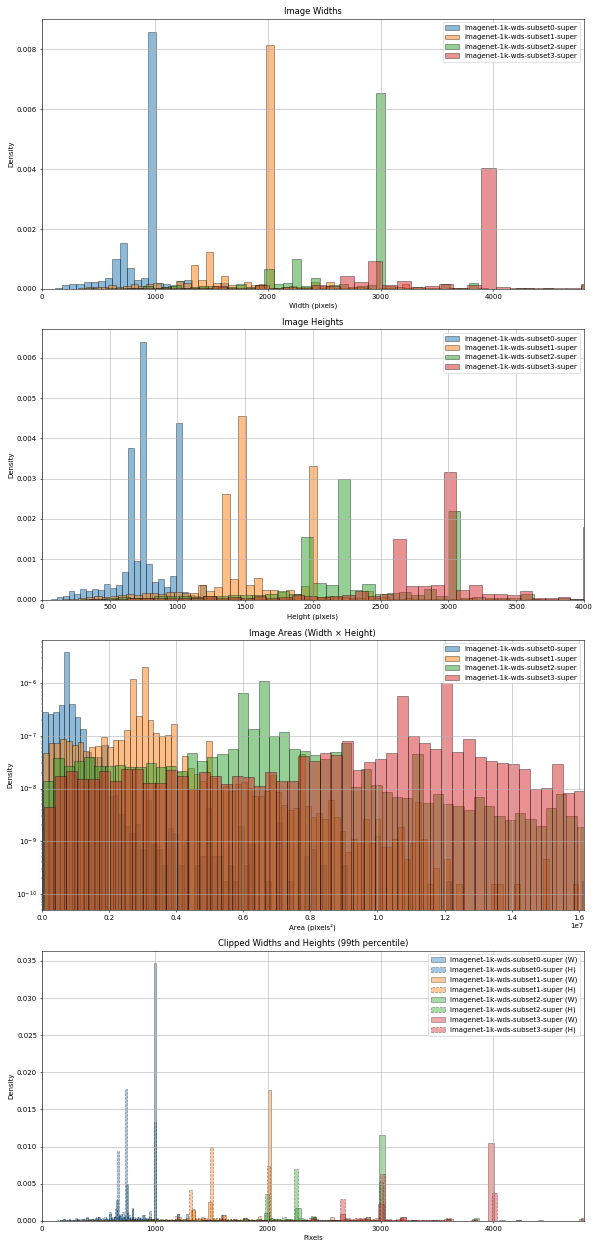 Image Widths
imagenet-1k-wds-subset0-super
imagenet-1k-wds-subset1-super
imagenet-1k-wds-subset2-super
imagenet-1k-wds-subset3-super
0.008
0.006
0.004
0.002
0.000
Density
0 1000 2000 3000 4000
Width (pixels)
Image Heights
imagenet-1k-wds-subset0-super
imagenet-1k-wds-subset1-super
imagenet-1k-wds-subset2-super
imagenet-1k-wds-subset3-super
0.006
0.005
0.004
0.003
0.002
0.001
0.000
Density
0 500 1000 1500 2000 2500 3000 3500 4000
Height (pixels)
Image Areas (Width × Height)
imagenet-1k-wds-subset0-super
imagenet-1k-wds-subset1-super
imagenet-1k-wds-subset2-super
imagenet-1k-wds-subset3-super
10⁻⁶
10⁻⁷
10⁻⁸
10⁻⁹
10⁻¹⁰
Density
0.0 0.2 0.4 0.6 0.8 1.0 1.2 1.4 1.6
1e7
Area (pixels²)
Clipped Widths and Heights (99th percentile)
imagenet-1k-wds-subset0-super (W)
imagenet-1k-wds-subset0-super (H)
imagenet-1k-wds-subset1-super (W)
imagenet-1k-wds-subset1-super (H)
imagenet-1k-wds-subset2-super (W)
imagenet-1k-wds-subset2-super (H)
imagenet-1k-wds-subset3-super (W)
imagenet-1k-wds-subset3-super (H)
0.035
0.030
0.025
0.020
0.015
0.010
0.005
0.000
Density
0 1000 2000 3000 4000
Pixels